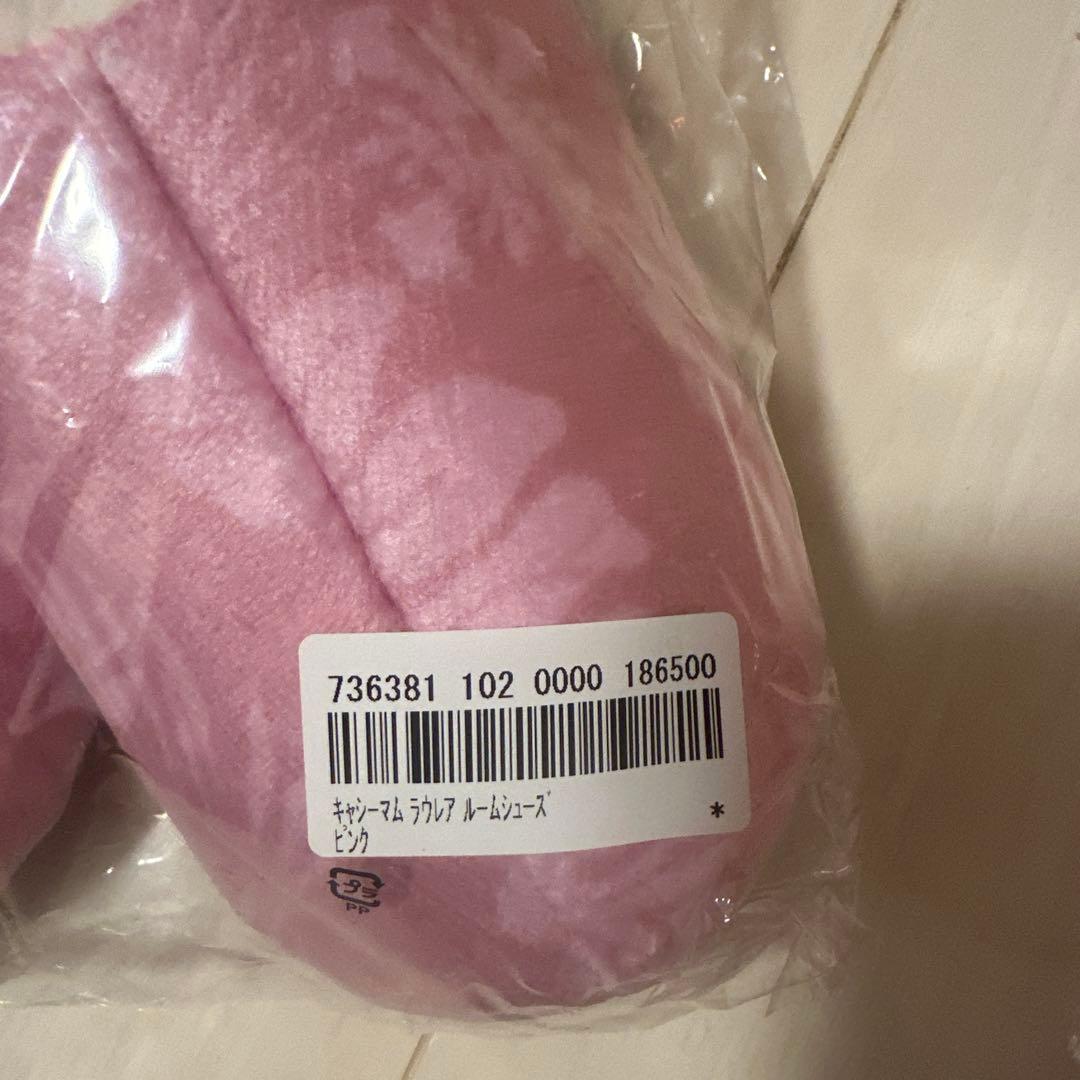 736381 102 0000 186500
キャシーマム ラウレア ルームシューズ
ピンク *
プラ
PP